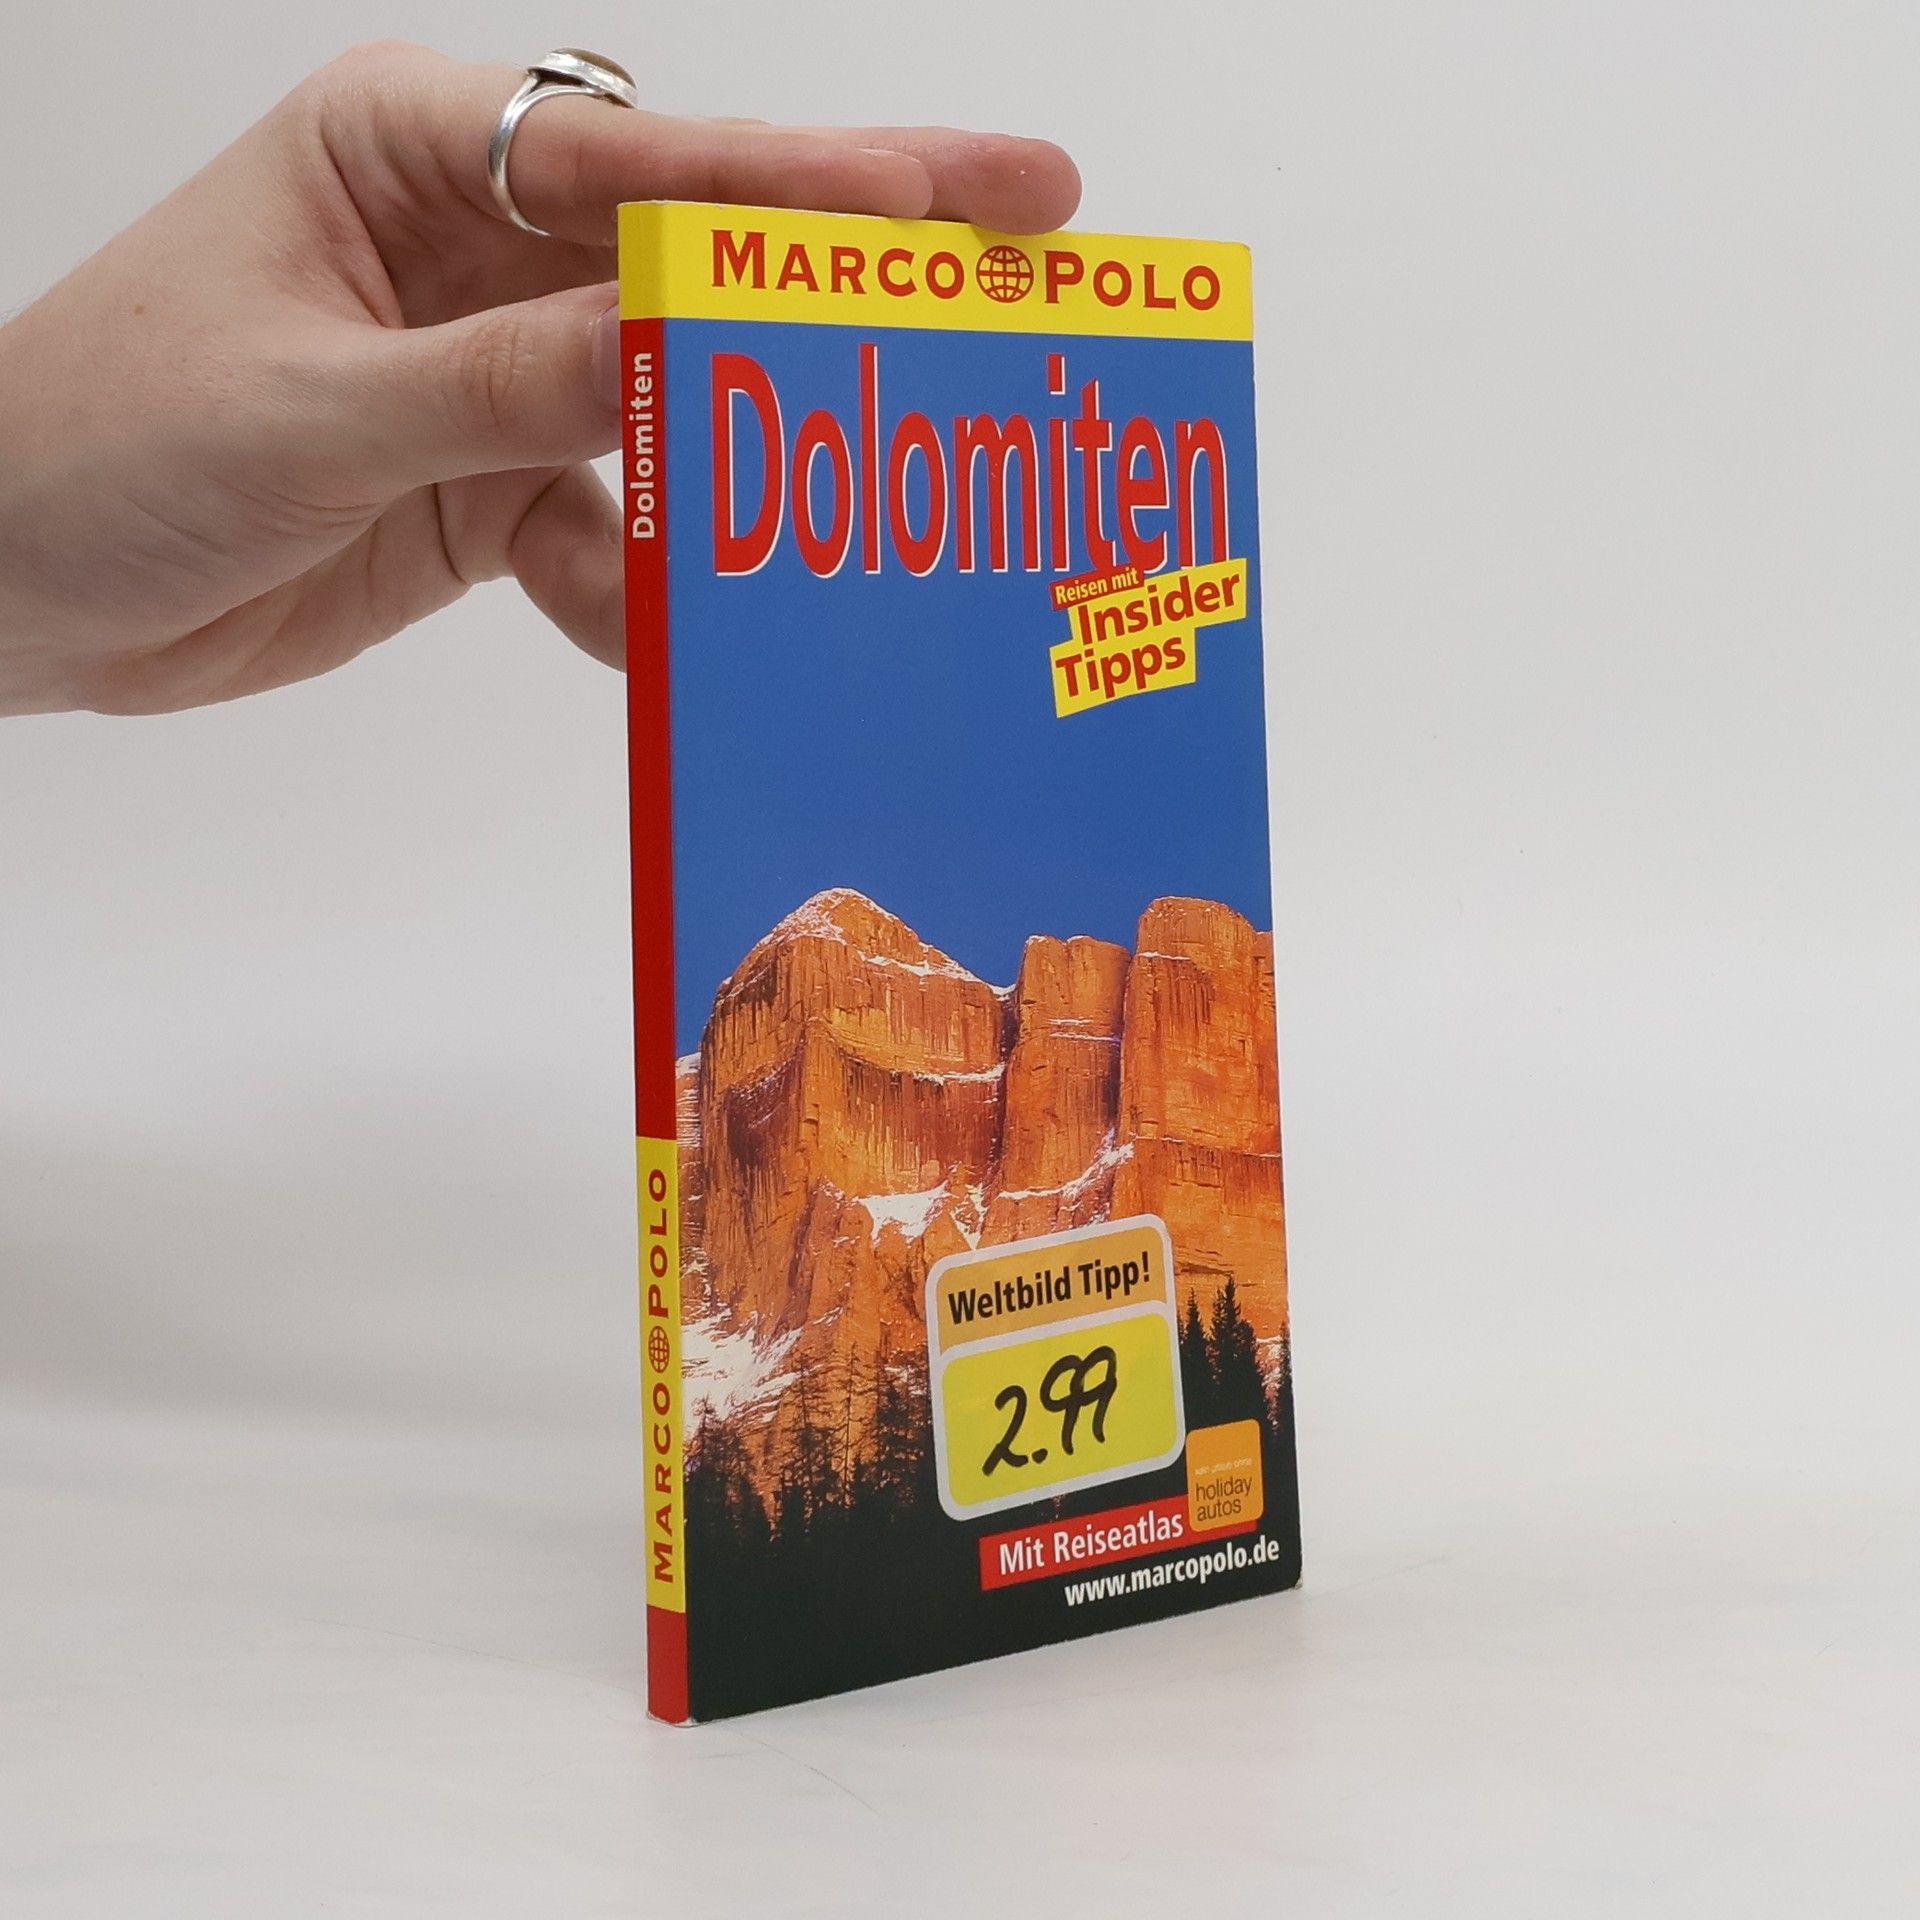 MARCO POLO
Dolomiten
Reisen mit
Insider
Tipps
Weltbild Tipp!
2.99
holiday
autos
Mit Reiseatlas
www.marcopolo.de
Dolomiten
MARCO POLO